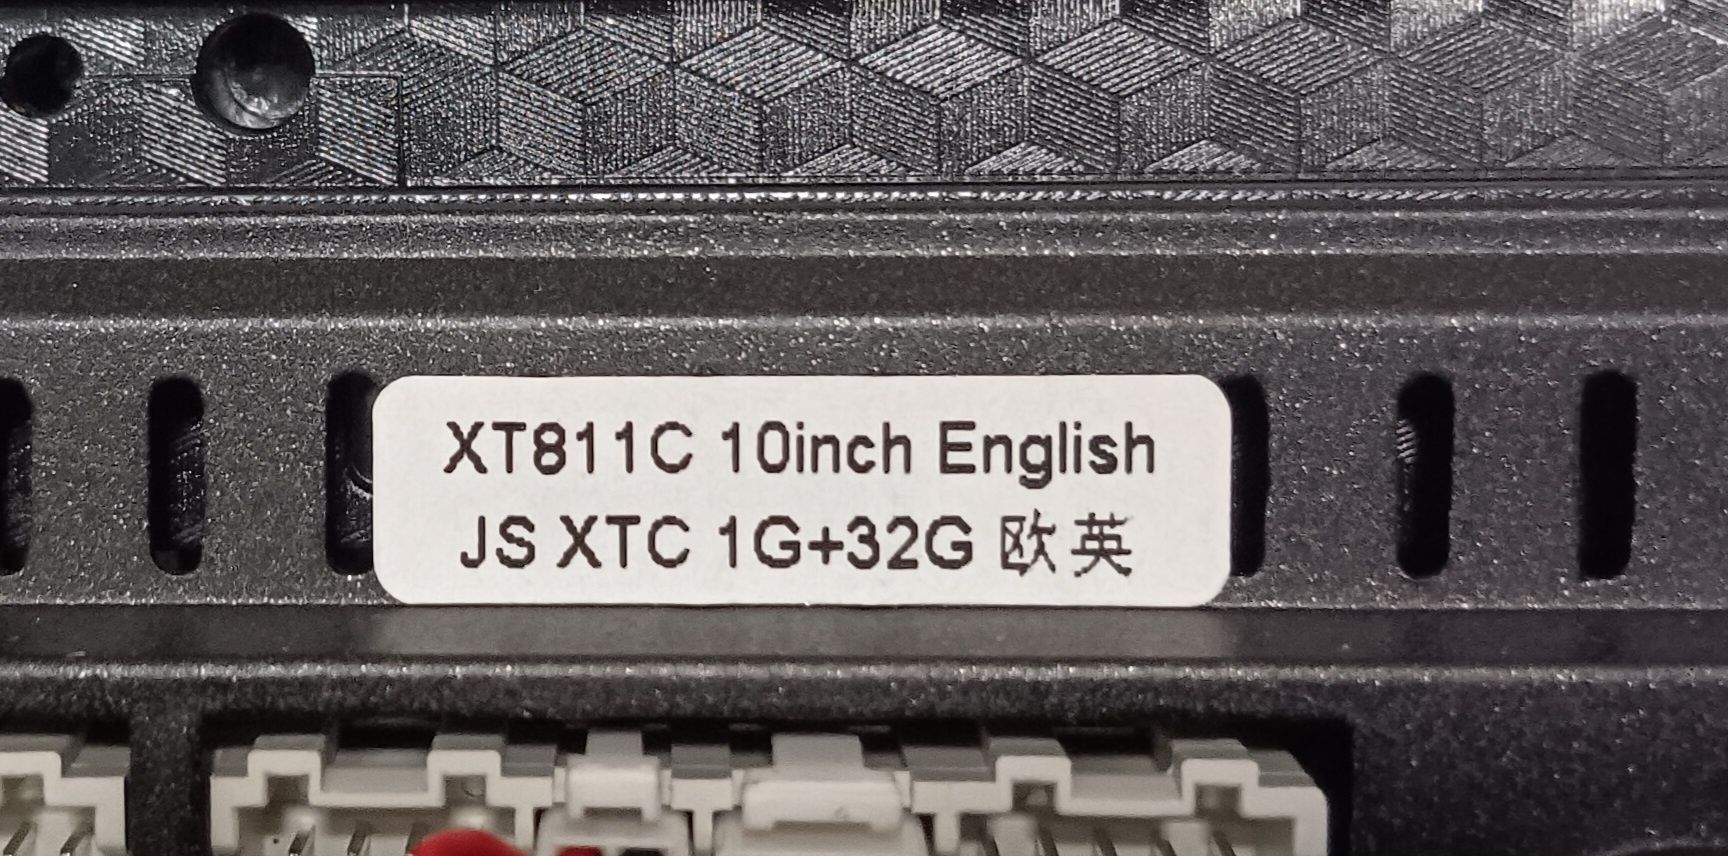 XT811C 10inch English
JS XTC 1G+32G 欧英